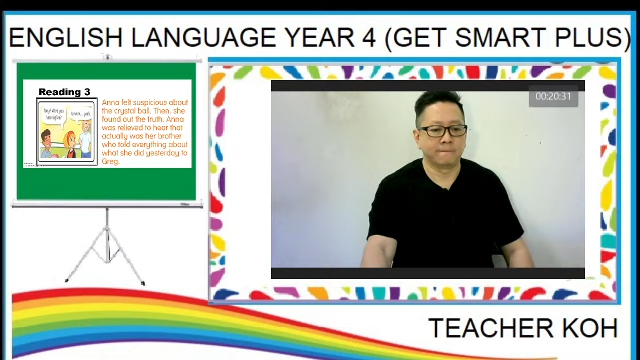 ENGLISH LANGUAGE YEAR 4 (GET SMART PLUS)
Reading 3
Anna felt suspicious about
the crystal ball. Then, she
found out the truth. Anna
was relieved to hear that
actually was her brother
who told everything about
what she did yesterday to
Greg.
00:20:31
TEACHER KOH